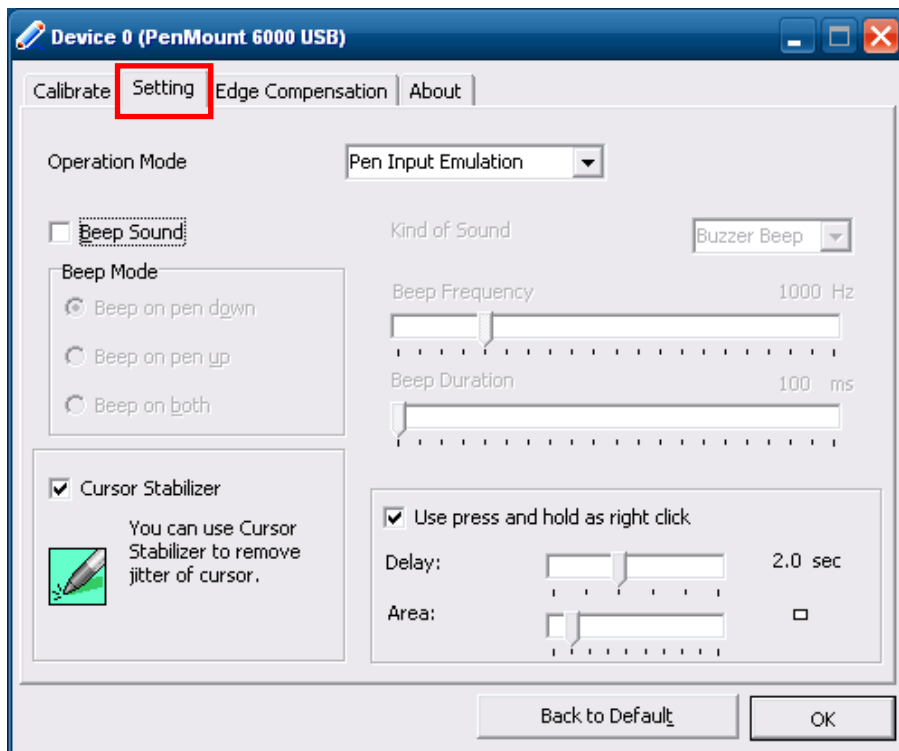 Device 0 (PenMount 6000 USB)
Calibrate Setting Edge Compensation About
Operation Mode Pen Input Emulation
Beep Sound Kind of Sound Buzzer Beep
Beep Mode
Beep on pen down
Beep on pen up
Beep on both
Beep Frequency 1000 Hz
Beep Duration 100 ms
Cursor Stabilizer
You can use Cursor
Stabilizer to remove
jitter of cursor.
Use press and hold as right click
Delay: 2.0 sec
Area:
Back to Default OK